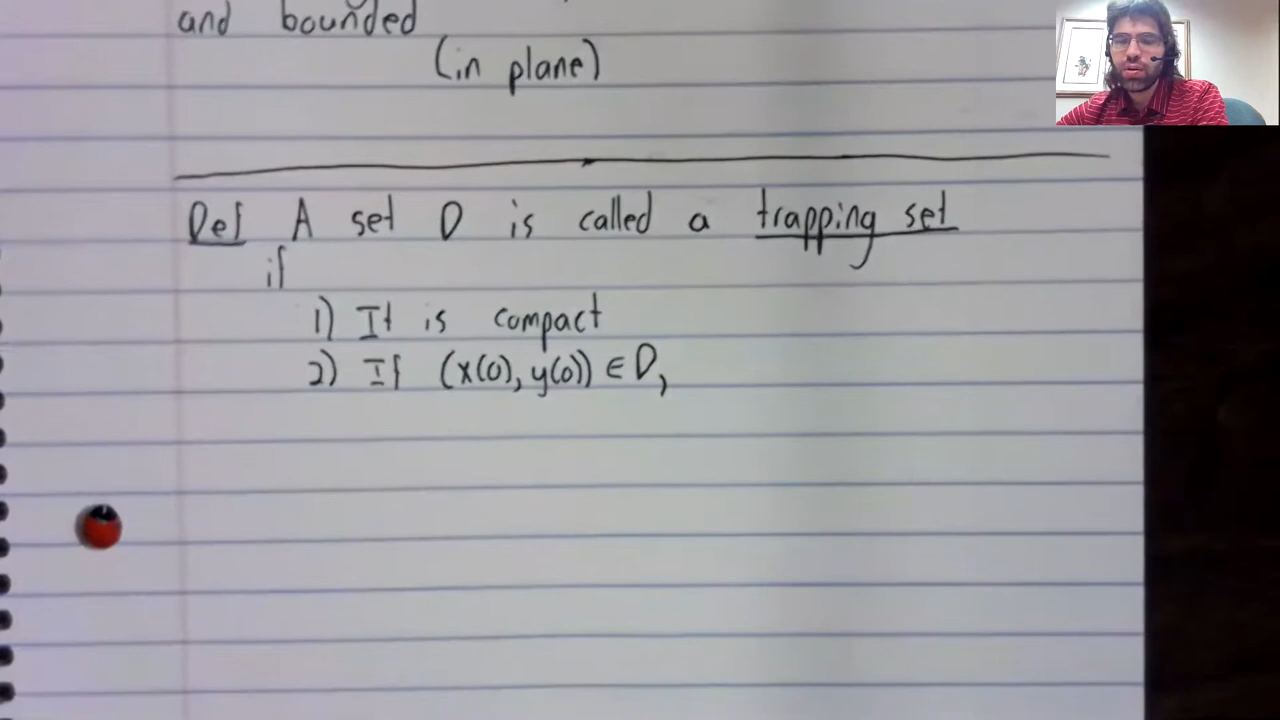 and bounded
(in plane)
Def A set D is called a trapping set
if
1) It is compact
2) If (x(0), y(0)) ∈ D,